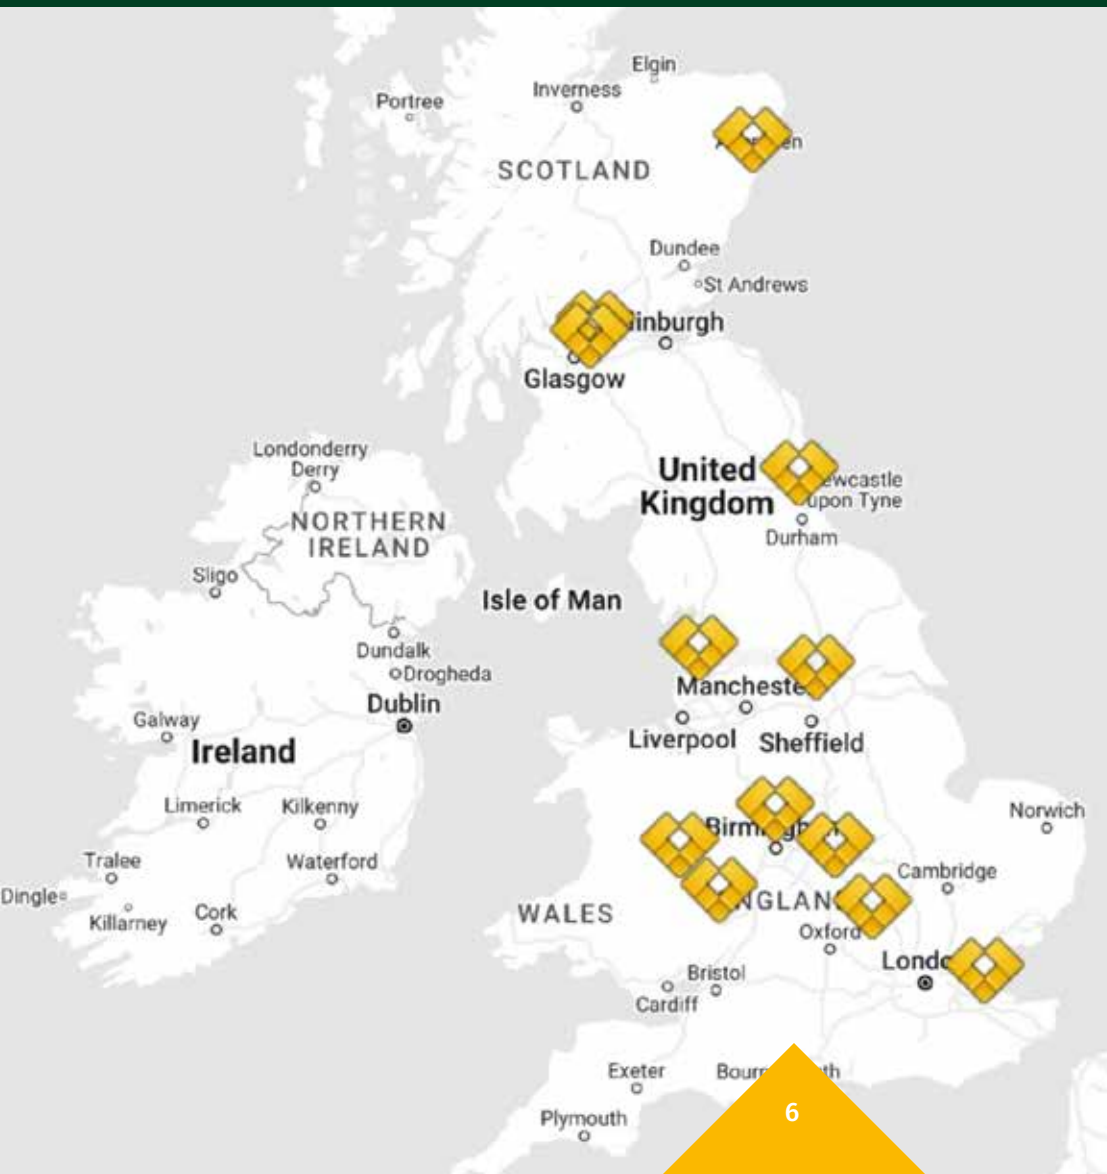 Elgin
Inverness
Portree
SCOTLAND
Dundee
St Andrews
Glasgow
Londonderry
Derry
United
Kingdom
upon Tyne
Durham
NORTHERN
IRELAND
Sligo
Isle of Man
Dundalk
Drogheda
Dublin
Galway
Ireland
Liverpool
Sheffield
Limerick
Kilkenny
Norwich
Tralee
Waterford
Cambridge
Dingle
Killarney
Cork
WALES
Oxford
Bristol
Cardiff
Exeter
Plymouth
6